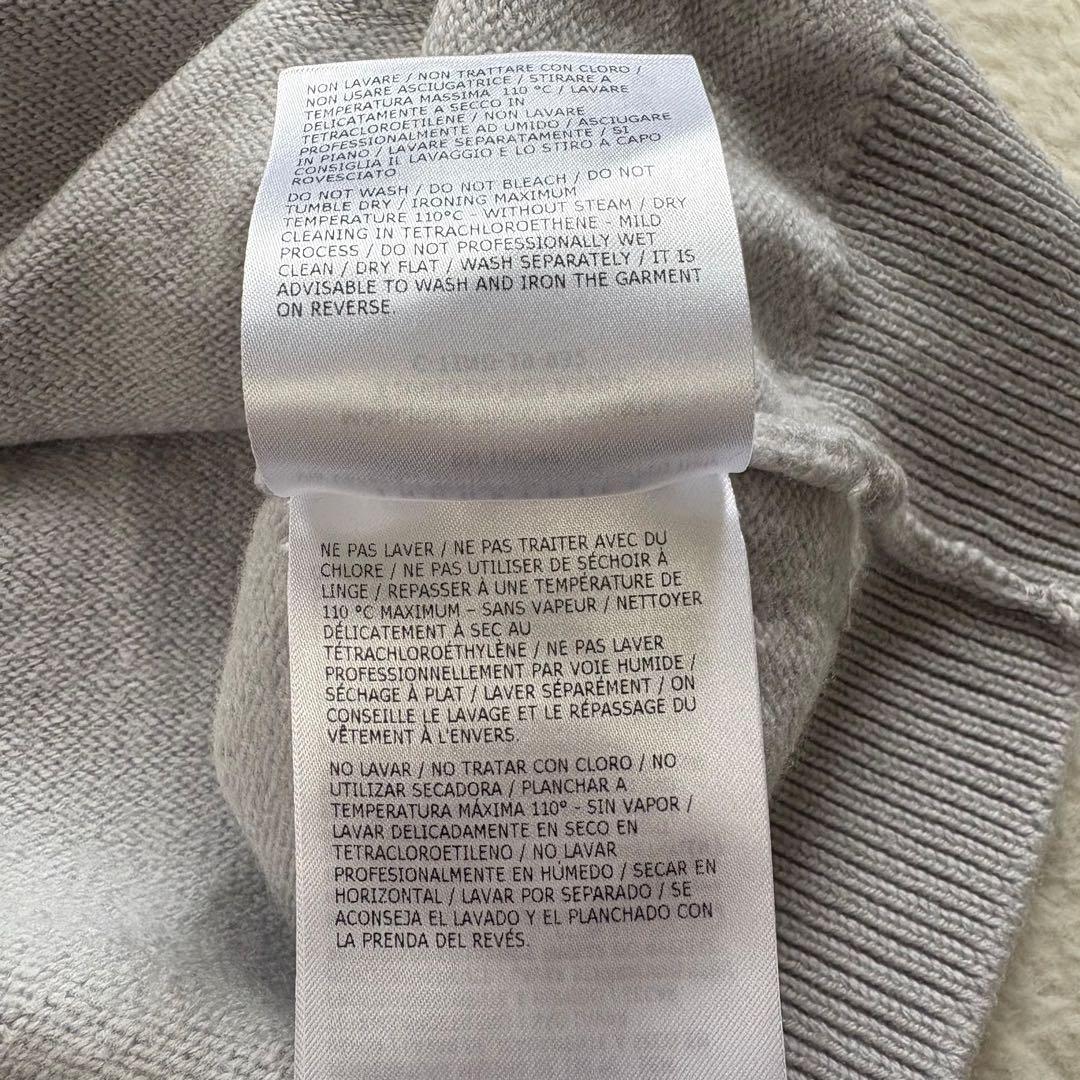 NON LAVARE / NON TRATTARE CON CLORO /
NON USARE ASCIUGATRICE / STIRARE A
TEMPERATURA MASSIMA 110 °C / LAVARE
DELICATAMENTE A SECCO IN
TETRACLOROETILENE / NON LAVARE
PROFESSIONALMENTE AD UMIDO / ASCIUGARE
IN PIANO / LAVARE SEPARATAMENTE / SI
CONSIGLIA IL LAVAGGIO E LO STIRO A CAPO
ROVESCIATO
DO NOT WASH / DO NOT BLEACH / DO NOT
TUMBLE DRY / IRONING MAXIMUM
TEMPERATURE 110°C - WITHOUT STEAM / DRY
CLEANING IN TETRACHLOROETHENE - MILD
PROCESS / DO NOT PROFESSIONALLY WET
CLEAN / DRY FLAT / WASH SEPARATELY / IT IS
ADVISABLE TO WASH AND IRON THE GARMENT
ON REVERSE.
NE PAS LAVER / NE PAS TRAITER AVEC DU
CHLORE / NE PAS UTILISER DE SÉCHOIR À
LINGE / REPASSER À UNE TEMPÉRATURE DE
110 °C MAXIMUM – SANS VAPEUR / NETTOYER
DÉLICATEMENT À SEC AU
TÉTRACHLOROÉTHYLÈNE / NE PAS LAVER
PROFESSIONNELLEMENT PAR VOIE HUMIDE /
SÉCHAGE À PLAT / LAVER SÉPARÉMENT / ON
CONSEILLE LE LAVAGE ET LE RÉPASSAGE DU
VÊTEMENT À L'ENVERS.
NO LAVAR / NO TRATAR CON CLORO / NO
UTILIZAR SECADORA / PLANCHAR A
TEMPERATURA MÁXIMA 110° - SIN VAPOR /
LAVAR DELICADAMENTE EN SECO EN
TETRACLOROETILENO / NO LAVAR
PROFESIONALMENTE EN HÚMEDO / SECAR EN
HORIZONTAL / LAVAR POR SEPARADO / SE
ACONSEJA EL LAVADO Y EL PLANCHADO CON
LA PRENDA DEL REVÉS.